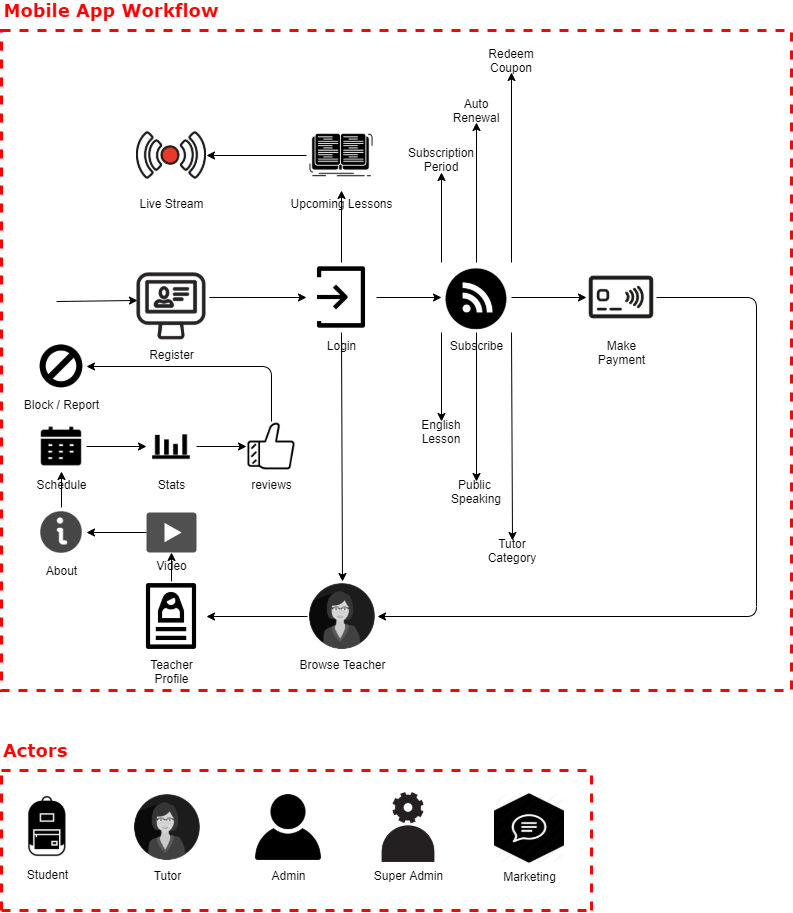 Mobile App Workflow
Redeem
Coupon
Auto
Renewal
Subscription
Period
Live Stream
Upcoming Lessons
Register
Login
Subscribe
Make
Payment
Block / Report
English
Lesson
Schedule
Stats
reviews
Public
Speaking
Tutor
Category
About
Video
Teacher
Profile
Browse Teacher
Actors
Student
Tutor
Admin
Super Admin
Marketing